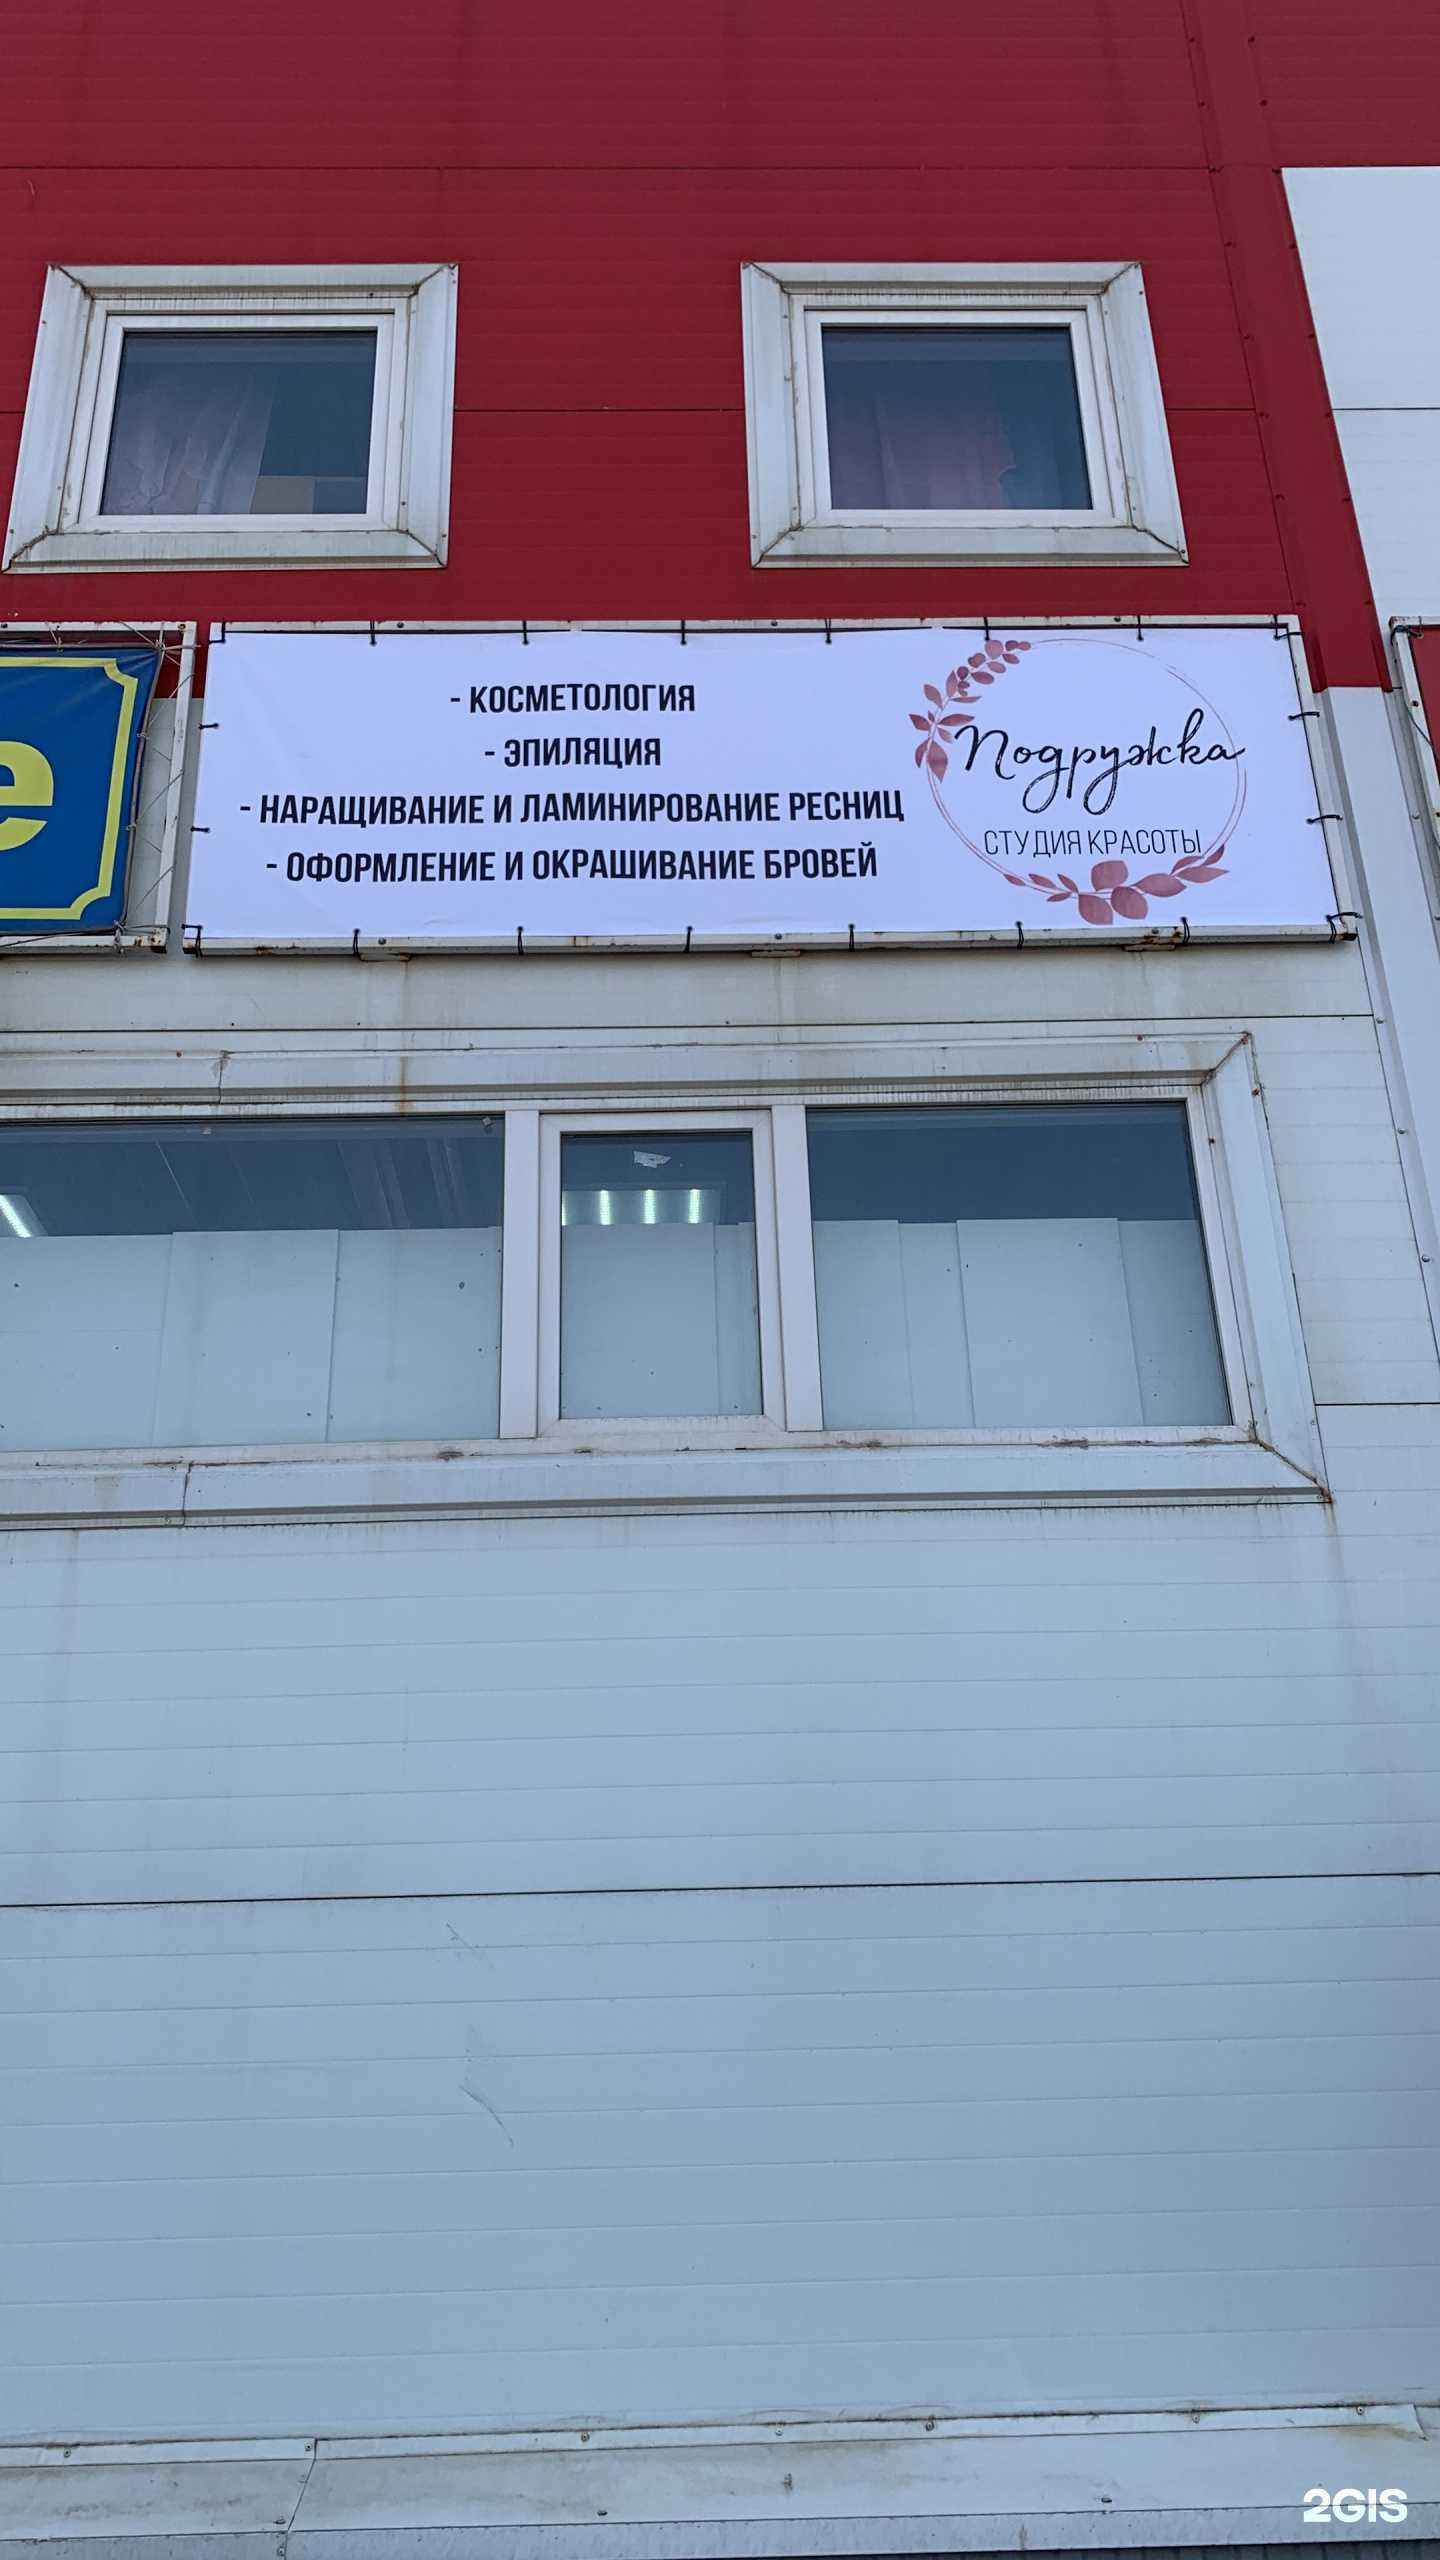 - КОСМЕТОЛОГИЯ
- ЭПИЛЯЦИЯ
- НАРАЩИВАНИЕ И ЛАМИНИРОВАНИЕ РЕСНИЦ
- ОФОРМЛЕНИЕ И ОКРАШИВАНИЕ БРОВЕЙ
Подружка
СТУДИЯ КРАСОТЫ
е
2GIS